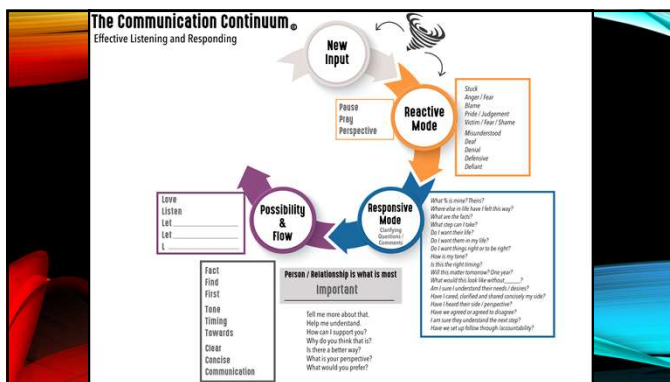 The Communication Continuum
Effective Listening and Responding
New
Input
Reactive
Mode
Pause
Pray
Perspective
Stuck
Anger / Fear
Blame
Pride / Judgement
Victim / Fear / Shame
Misunderstood
Deaf
Denial
Defensive
Defiant
Responsive
Mode
Clarifying
Questions /
Comments
What % is mine? Theirs?
Where else in life have I felt this way?
What are the facts?
What step can I take?
Do I want their life?
Do I want them in my life?
Do I want things right or to be right?
How is my tone?
Is this the right timing?
Will this matter tomorrow? One year?
What would this look like without_____?
Am I sure I understand their needs / desires?
Have I cared, clarified and shared concisely my side?
Have I heard their side / perspective?
Have we agreed or agreed to disagree?
I am sure they understand the next step?
Have we set up follow through /accountability?
Possibility
&
Flow
Love
Listen
Let
Let
L
Fact
Find
First
Tone
Timing
Towards
Clear
Concise
Communication
Person / Relationship is what is most
Important
Tell me more about that.
Help me understand.
How can I support you?
Why do you think that is?
Is there a better way?
What is your perspective?
What would you prefer?